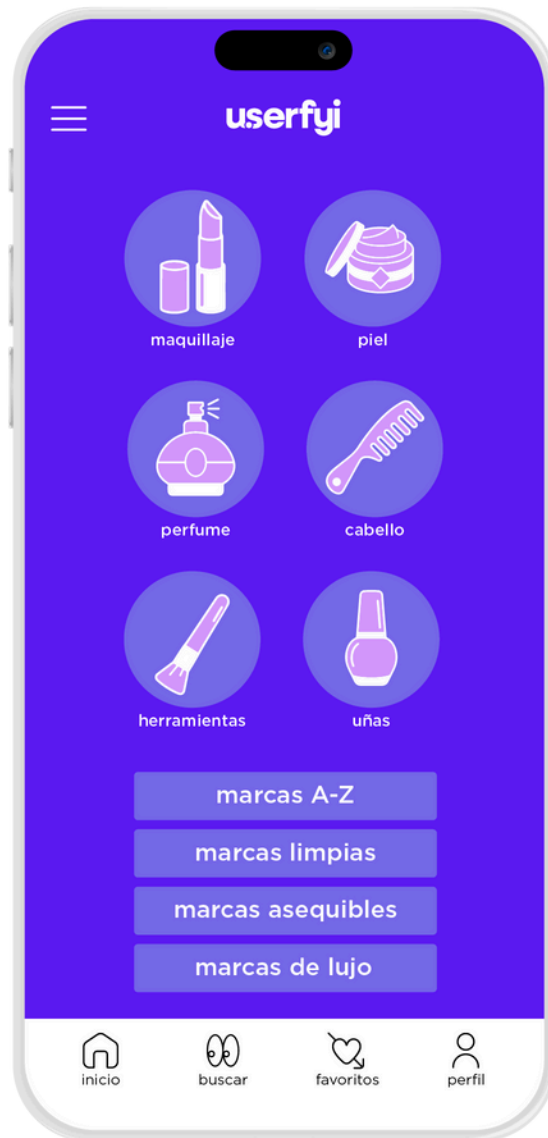 userfyi
maquillaje
piel
perfume
cabello
herramientas
uñas
marcas A-Z
marcas limpias
marcas asequibles
marcas de lujo
inicio
buscar
favoritos
perfil